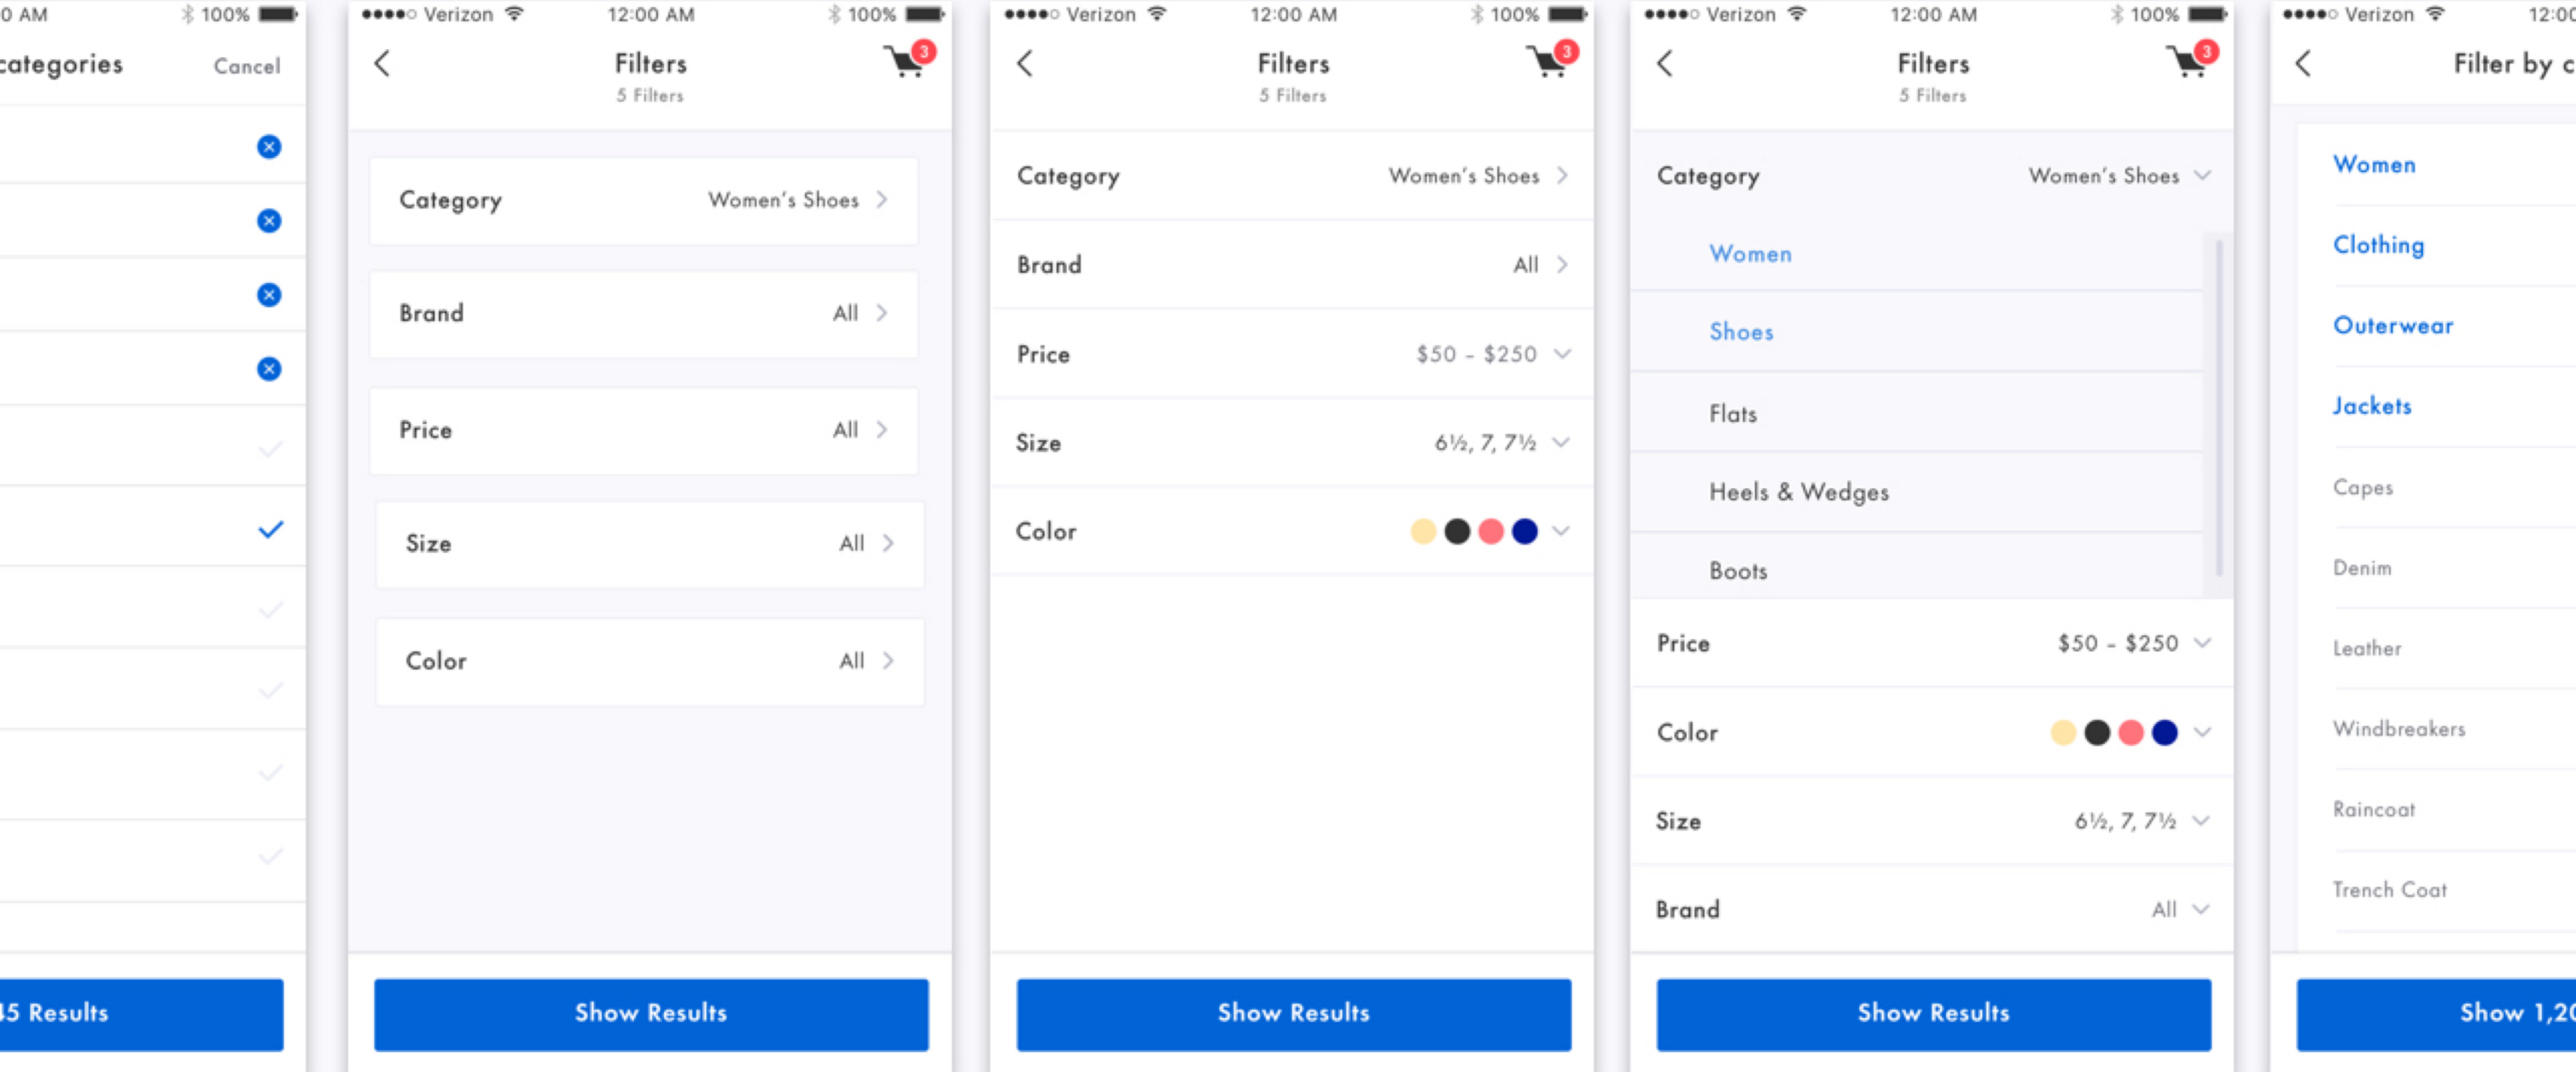 0 AM 100%
categories Cancel
45 Results
Verizon 12:00 AM 100%
Filters 3
5 Filters
Category Women's Shoes
Brand All
Price All
Size All
Color All
Show Results
Verizon 12:00 AM 100%
Filters 3
5 Filters
Category Women's Shoes
Brand All
Price $50 - $250
Size 6½, 7, 7½
Color
Show Results
Verizon 12:00 AM 100%
Filters 3
5 Filters
Category Women's Shoes
Women
Shoes
Flats
Heels & Wedges
Boots
Price $50 - $250
Color
Size 6½, 7, 7½
Brand All
Show Results
Verizon 12:00
Filter by c
Women
Clothing
Outerwear
Jackets
Capes
Denim
Leather
Windbreakers
Raincoat
Trench Coat
Show 1,20